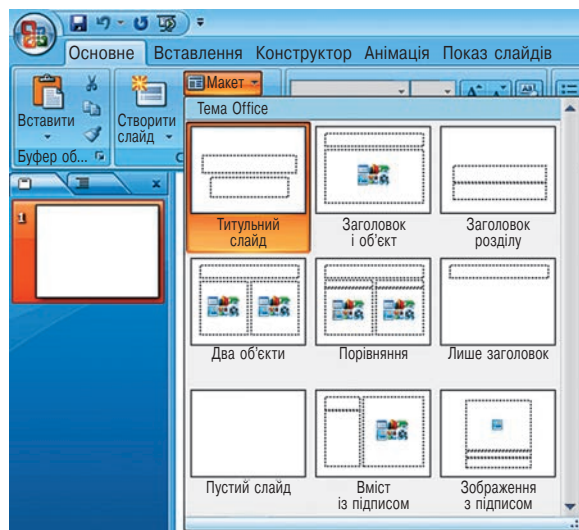 Основне Вставлення Конструктор Анімація Показ слайдів
Макет
Вставити
Створити
слайд
Буфер об...
С
Тема Office
1
Титульний
слайд
Заголовок
і об'єкт
Заголовок
розділу
Два об'єкти
Порівняння
Лише заголовок
Пустий слайд
Вміст
із підписом
Зображення
з підписом